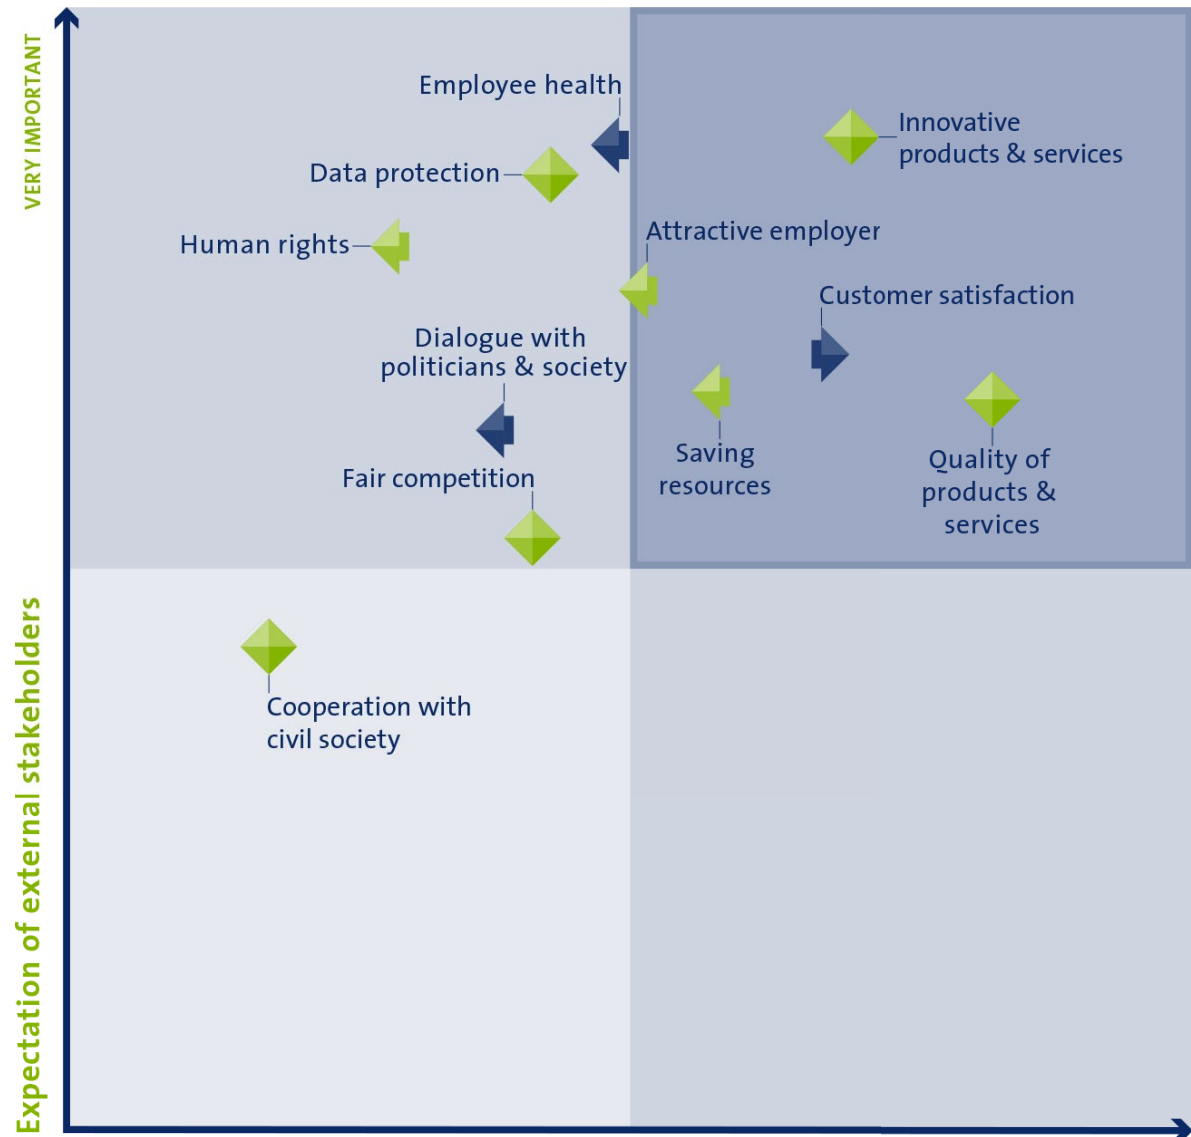 VERY IMPORTANT
Expectation of external stakeholders
Employee health
Innovative
products & services
Data protection
Human rights
Attractive employer
Customer satisfaction
Dialogue with
politicians & society
Saving
resources
Quality of
products &
services
Fair competition
Cooperation with
civil society